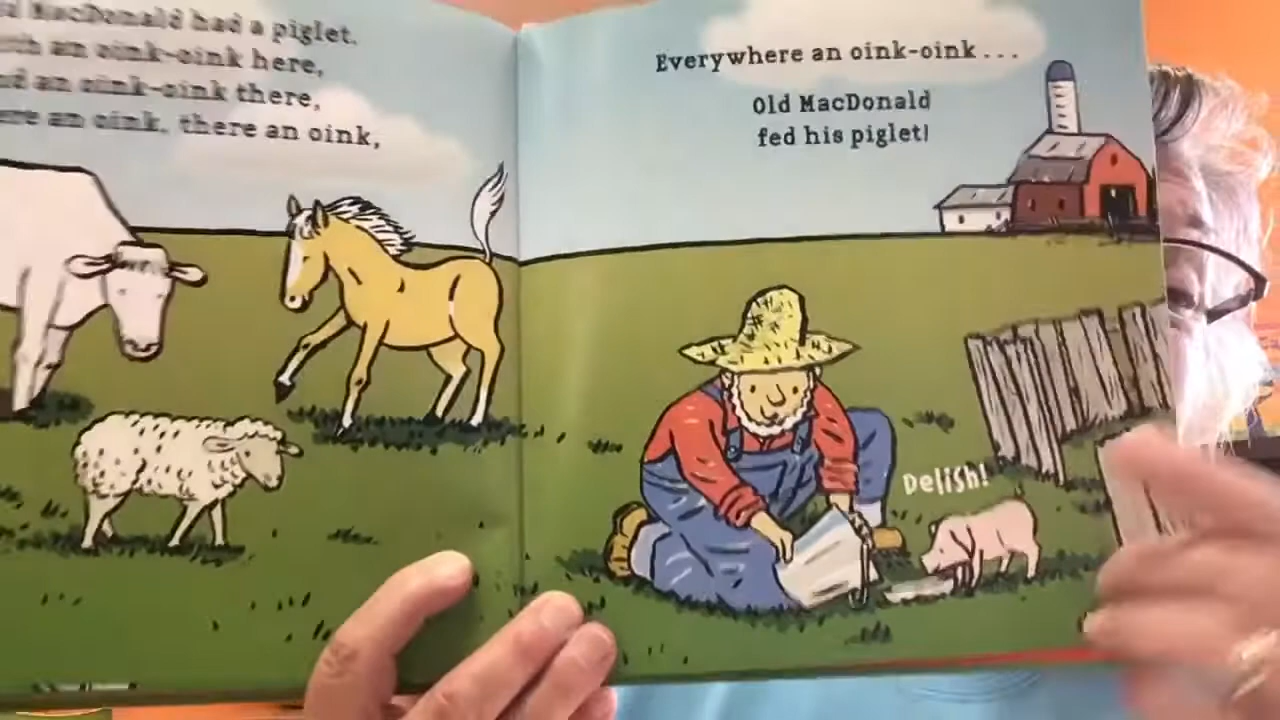 MacDonald had a piglet.
an oink-oink here,
an oink-oink there,
an oink, there an oink,
Everywhere an oink-oink...
Old MacDonald
fed his piglet!
Delish!